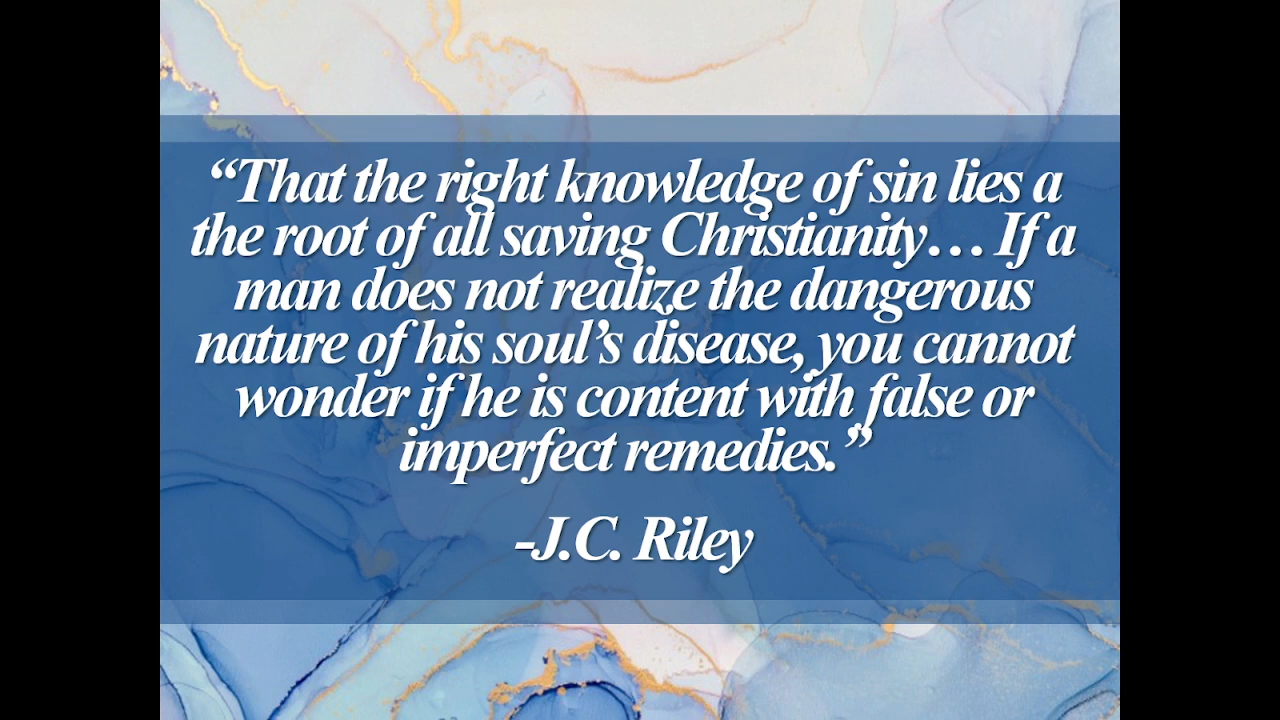 “That the right knowledge of sin lies a
the root of all saving Christianity… If a
man does not realize the dangerous
nature of his soul’s disease, you cannot
wonder if he is content with false or
imperfect remedies.”
-J.C. Riley